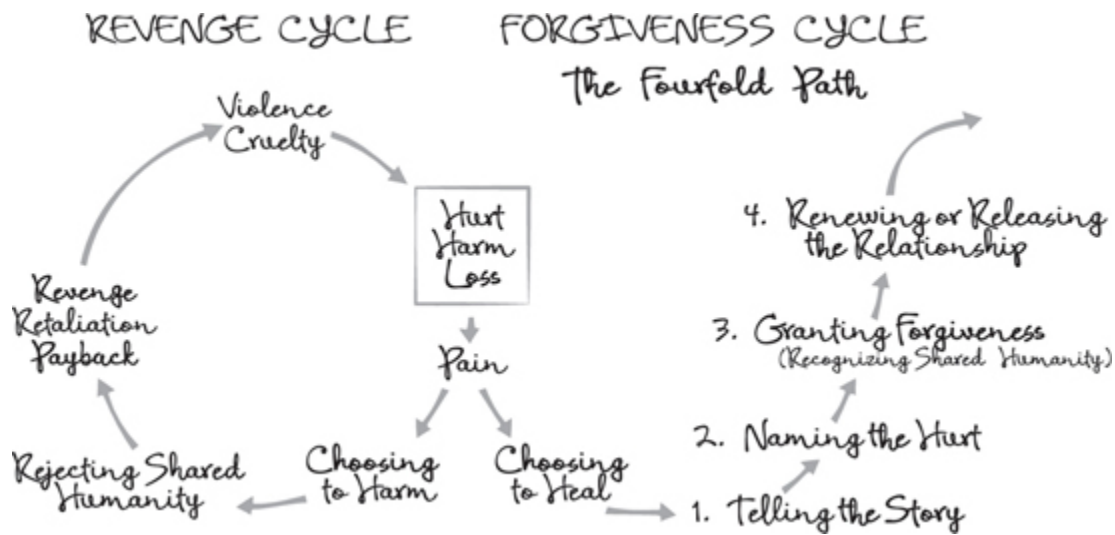 REVENGE CYCLE
FORGIVENESS CYCLE
The Fourfold Path
Violence
Cruelty
Hurt
Harm
Loss
Pain
Choosing
to Harm
Rejecting Shared
Humanity
Revenge
Retaliation
Payback
Choosing
to Heal
1. Telling the Story
2. Naming the Hurt
3. Granting Forgiveness
(Recognizing Shared Humanity)
4. Renewing or Releasing
the Relationship